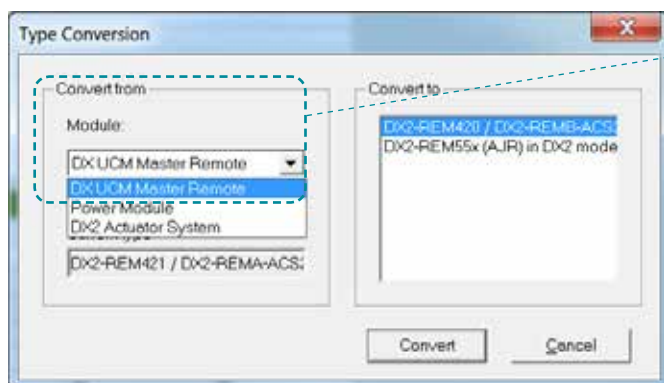 Type Conversion
Convert from
Module:
DX UCM Master Remote
DX UCM Master Remote
Power Module
DX2 Actuator System
DX2-REM421 / DX2-REMA-ACS
Convert to
DX2-REM420 / DX2-REMB-ACS
DX2-REM55x (AJR) in DX2 mode
Convert
Cancel